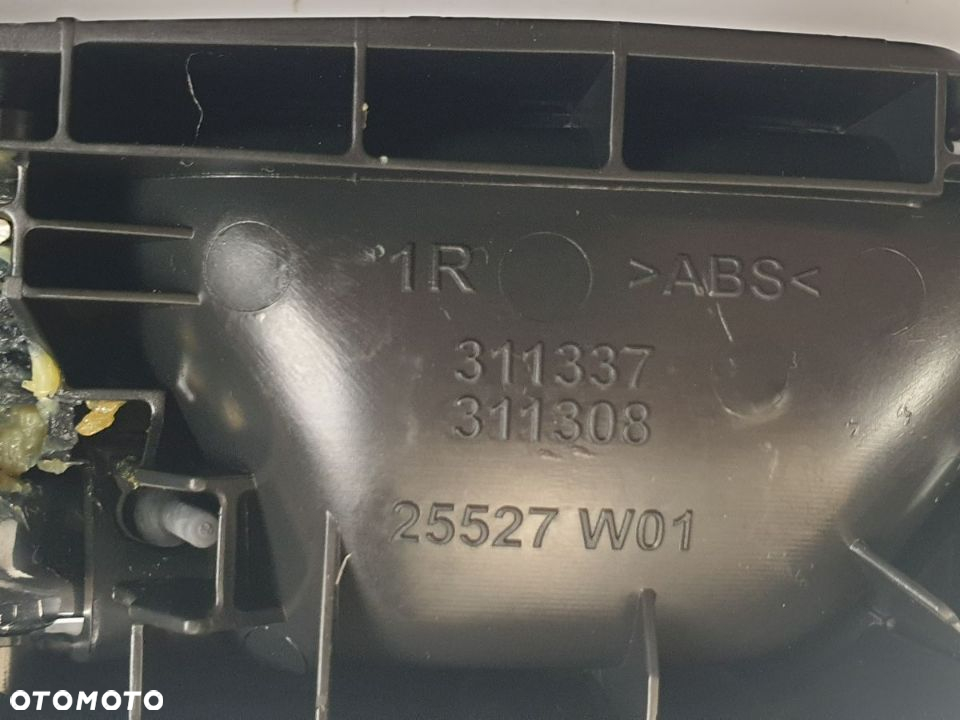 1R >ABS<
311337
311308
25527 W01
OTOMOTO